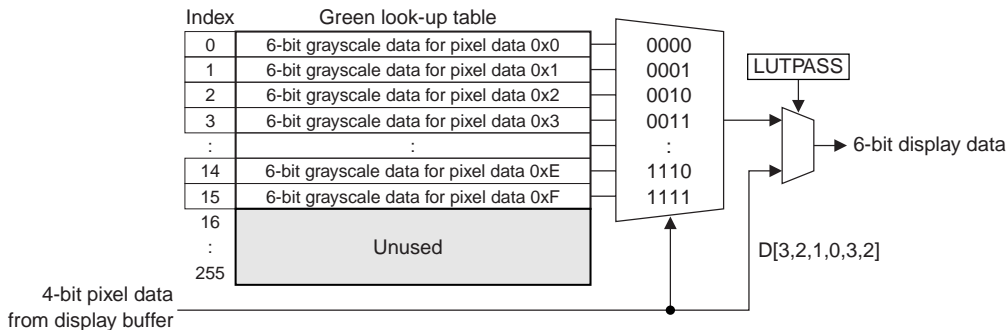 Index Green look-up table
0 6-bit grayscale data for pixel data 0x0 0000
1 6-bit grayscale data for pixel data 0x1 0001
LUTPASS
2 6-bit grayscale data for pixel data 0x2 0010
3 6-bit grayscale data for pixel data 0x3 0011
: : :
6-bit display data
14 6-bit grayscale data for pixel data 0xE 1110
15 6-bit grayscale data for pixel data 0xF 1111
16
: Unused
D[3,2,1,0,3,2]
255
4-bit pixel data
from display buffer